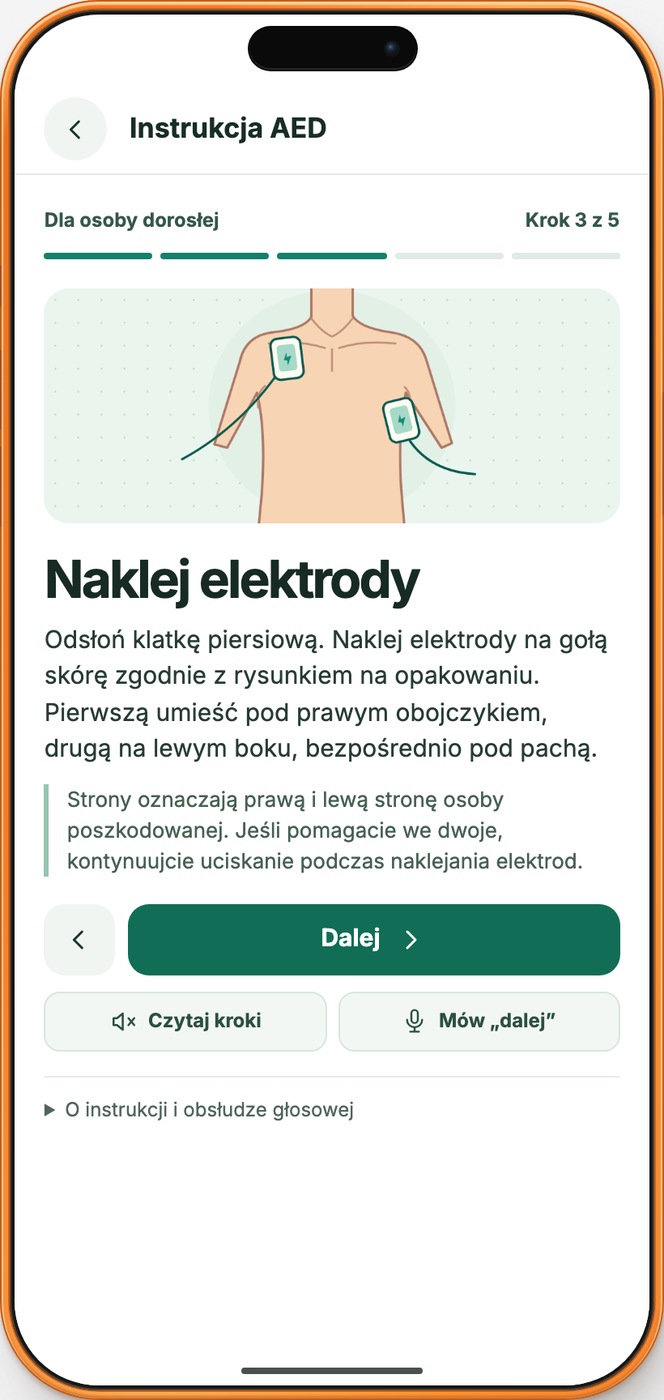 Instrukcja AED
Dla osoby dorosłej
Krok 3 z 5
Naklej elektrody
Odsłoń klatkę piersiową. Naklej elektrody na gołą
skórę zgodnie z rysunkiem na opakowaniu.
Pierwszą umieść pod prawym obojczykiem,
drugą na lewym boku, bezpośrednio pod pachą.
Strony oznaczają prawą i lewą stronę osoby
poszkodowanej. Jeśli pomagacie we dwoje,
kontynuujcie uciskanie podczas naklejania elektrod.
Dalej
Czytaj kroki
Mów „dalej”
O instrukcji i obsłudze głosowej